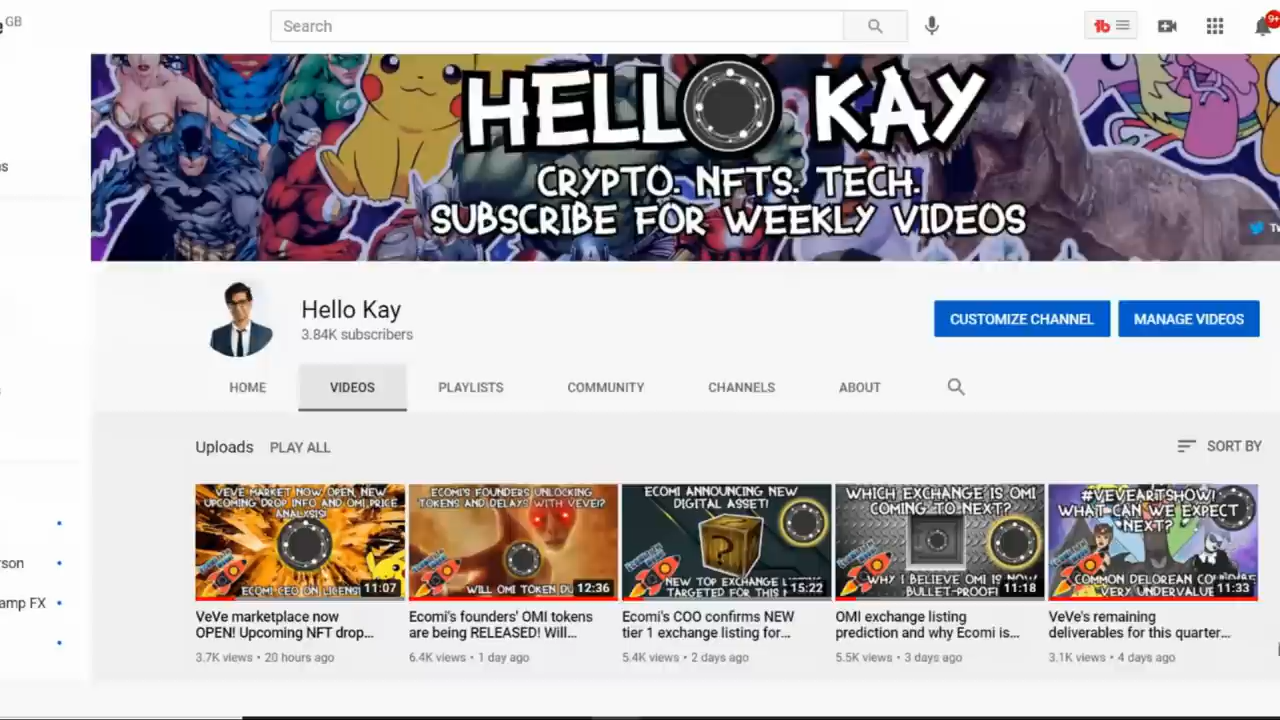 GB
Search
9+
HELLO KAY
CRYPTO. NFTS. TECH.
SUBSCRIBE FOR WEEKLY VIDEOS
Hello Kay
3.84K subscribers
CUSTOMIZE CHANNEL
MANAGE VIDEOS
HOME
VIDEOS
PLAYLISTS
COMMUNITY
CHANNELS
ABOUT
Uploads
PLAY ALL
SORT BY
VEVE MARKET NOW OPEN, NEW
UPCOMING DROP INFO AND OMI PRICE
ANALYSIS!
ECOMI CEO ON LICENSI
11:07
ECOMI'S FOUNDERS UNLOCKING
TOKENS AND DELAYS WITH VEVE!?
WILL OMI TOKEN DU
12:36
ECOMI ANNOUNCING NEW
DIGITAL ASSET!
?
NEW TOP EXCHANGE
TARGETED FOR THIS
15:22
WHICH EXCHANGE IS OMI
COMING TO NEXT?
WHY I BELIEVE OMI IS NOW
BULLET-PROOF!
11:18
#VEVEARTSHOW!
WHAT CAN WE EXPECT
NEXT?
COMMON DELOREAN
VERY UNDERVALUE
11:33
VeVe marketplace now
OPEN! Upcoming NFT drop...
3.7K views • 20 hours ago
Ecomi's founders' OMI tokens
are being RELEASED! Will...
6.4K views • 1 day ago
Ecomi's COO confirms NEW
tier 1 exchange listing for...
5.4K views • 2 days ago
OMI exchange listing
prediction and why Ecomi is...
5.5K views • 3 days ago
VeVe's remaining
deliverables for this quarter...
3.1K views • 4 days ago
rson
amp FX